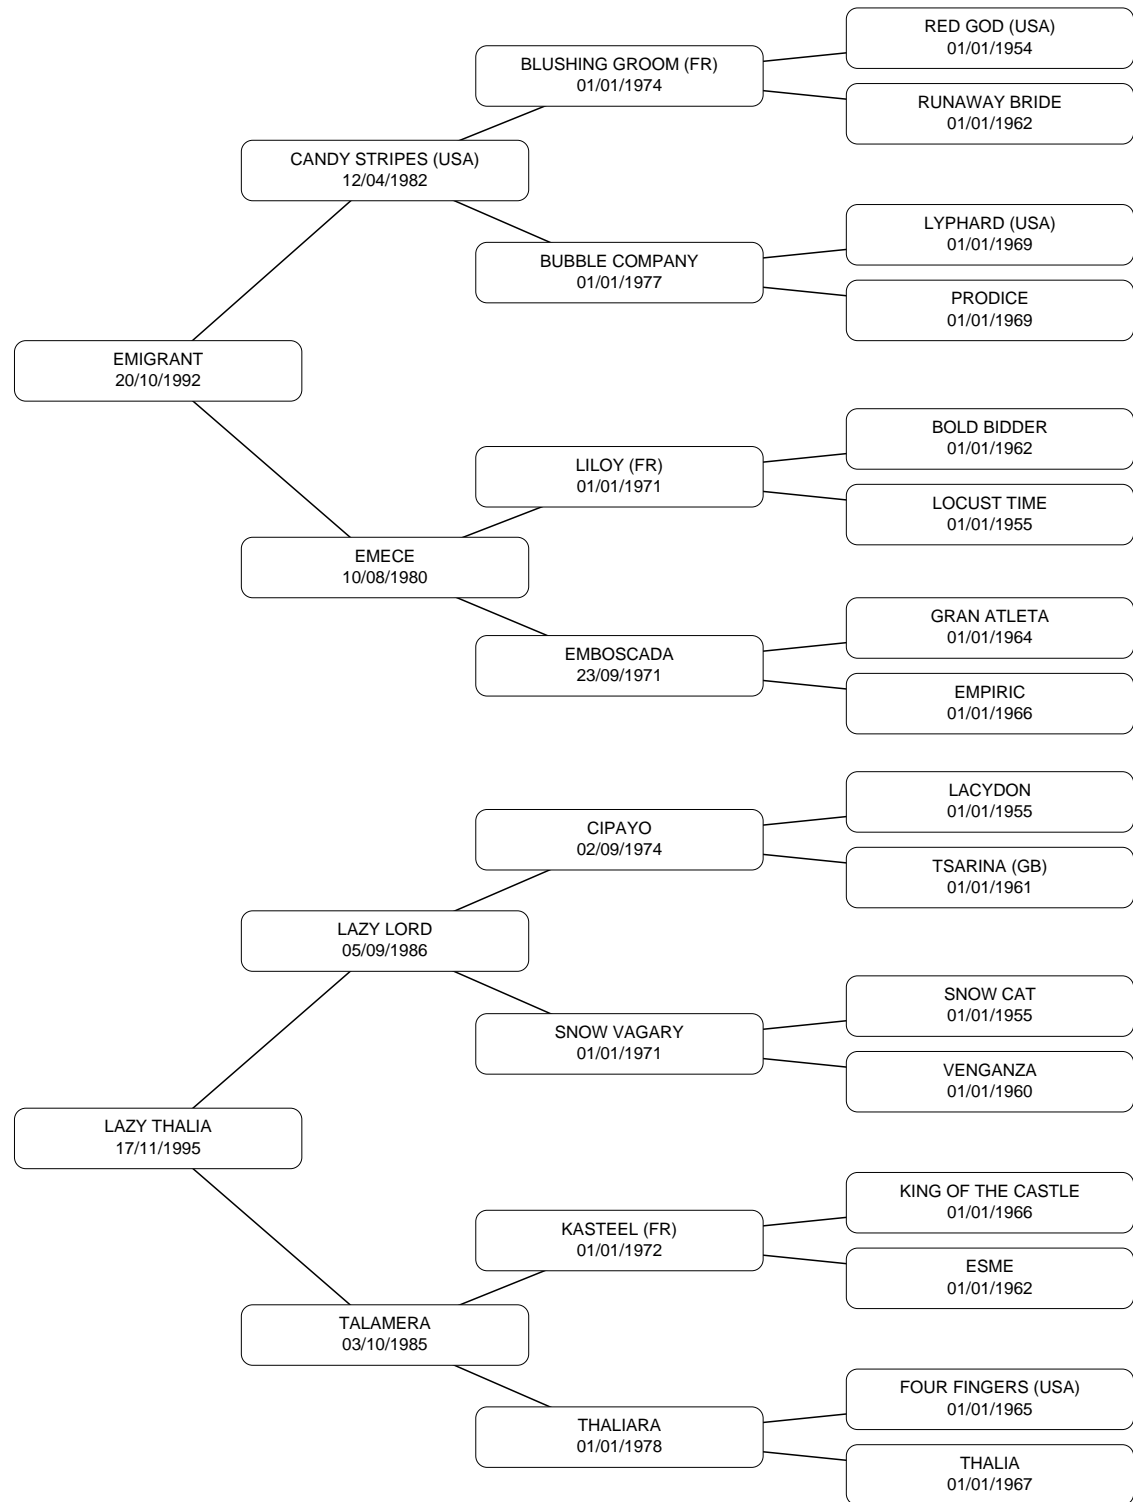 RED GOD (USA)
01/01/1954
BLUSHING GROOM (FR)
01/01/1974
RUNAWAY BRIDE
01/01/1962
CANDY STRIPES (USA)
12/04/1982
LYPHARD (USA)
01/01/1969
BUBBLE COMPANY
01/01/1977
PRODICE
01/01/1969
EMIGRANT
20/10/1992
BOLD BIDDER
01/01/1962
LILOY (FR)
01/01/1971
LOCUST TIME
01/01/1955
EMECE
10/08/1980
GRAN ATLETA
01/01/1964
EMBOSCADA
23/09/1971
EMPIRIC
01/01/1966
LACYDON
01/01/1955
CIPAYO
02/09/1974
TSARINA (GB)
01/01/1961
LAZY LORD
05/09/1986
SNOW CAT
01/01/1955
SNOW VAGARY
01/01/1971
VENGANZA
01/01/1960
LAZY THALIA
17/11/1995
KING OF THE CASTLE
01/01/1966
KASTEEL (FR)
01/01/1972
ESME
01/01/1962
TALAMERA
03/10/1985
FOUR FINGERS (USA)
01/01/1965
THALIARA
01/01/1978
THALIA
01/01/1967